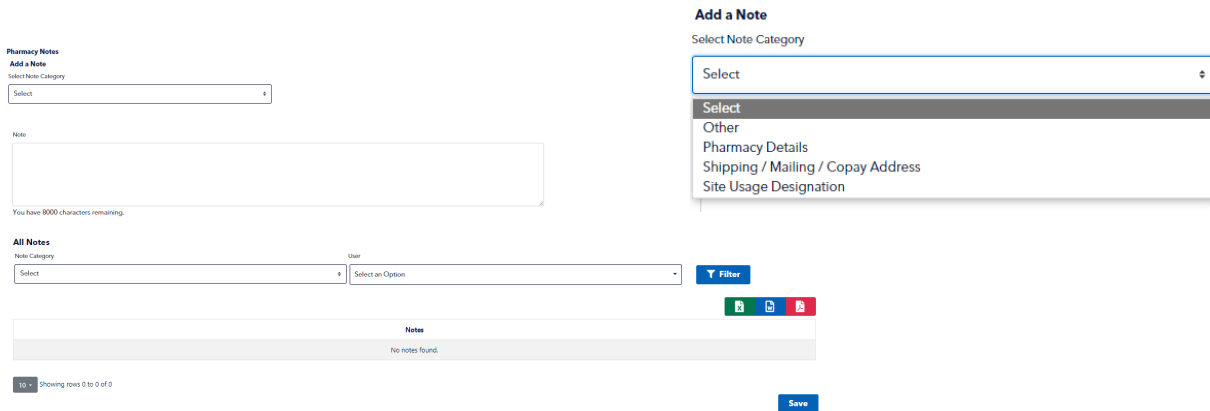 Pharmacy Notes
Add a Note
Select Note Category
Select
Note
You have 8000 characters remaining.
All Notes
Note Category User
Select Select an Option Filter
Notes
No notes found.
10 Showing rows 0 to 0 of 0
Save
Add a Note
Select Note Category
Select
Select
Other
Pharmacy Details
Shipping / Mailing / Copay Address
Site Usage Designation